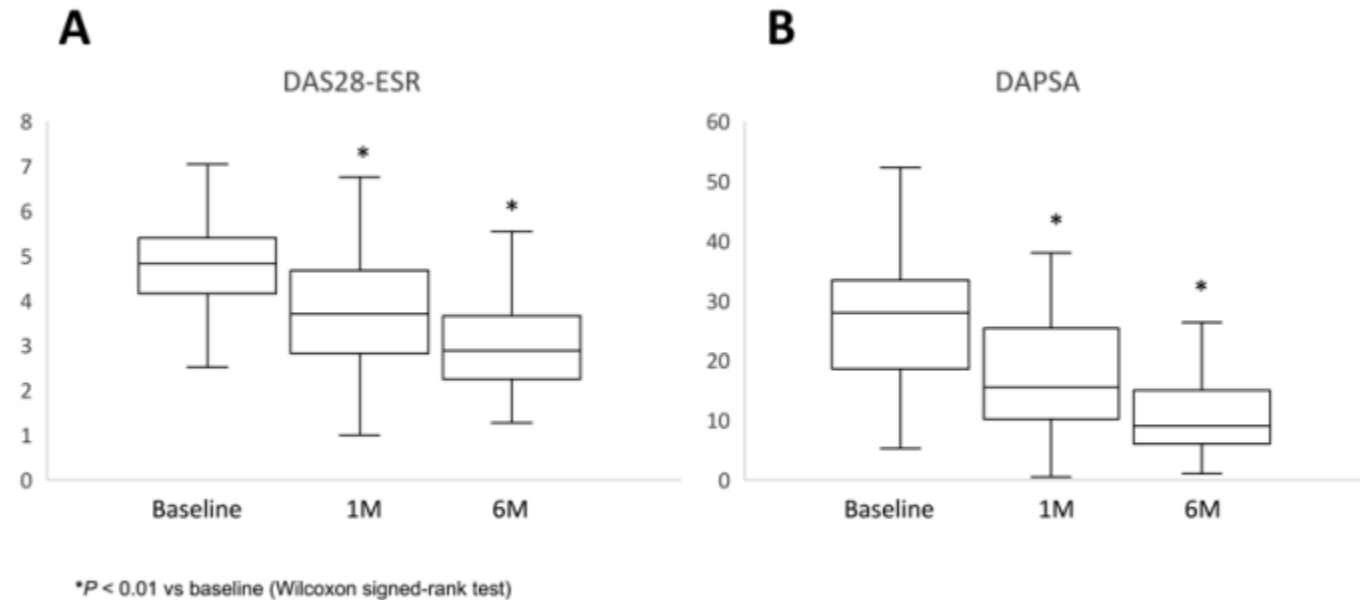 A
DAS28-ESR
8
7
6
5
4
3
2
1
0
*
*
Baseline 1M 6M
B
DAPSA
60
50
40
30
20
10
0
*
*
Baseline 1M 6M
*P < 0.01 vs baseline (Wilcoxon signed-rank test)